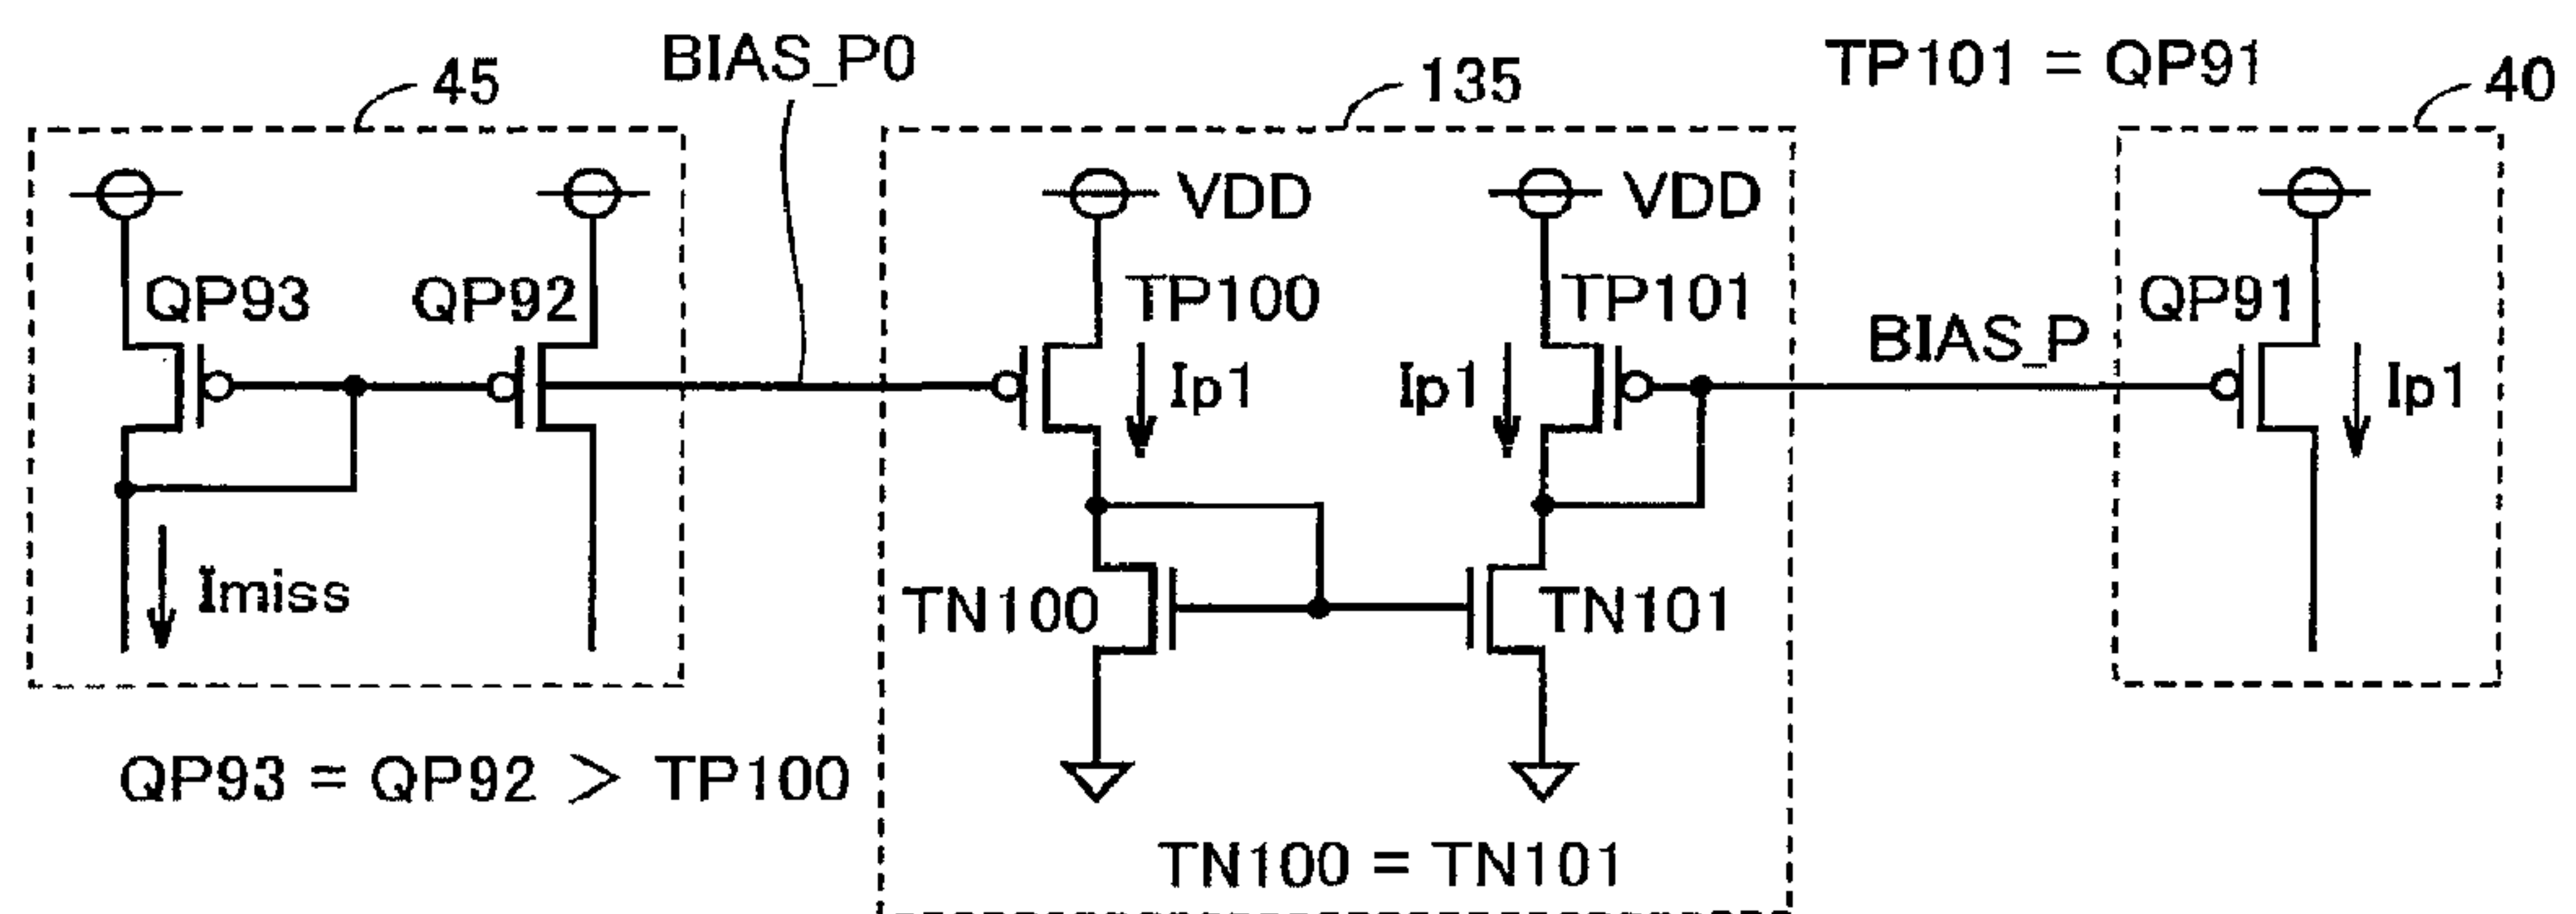 45
BIAS_P0
135
TP101 = QP91
40
VDD
VDD
QP93
QP92
TP100
TP101
BIAS_P
QP91
Ip1
Ip1
Ip1
Imiss
TN100
TN101
QP93 = QP92 > TP100
TN100 = TN101